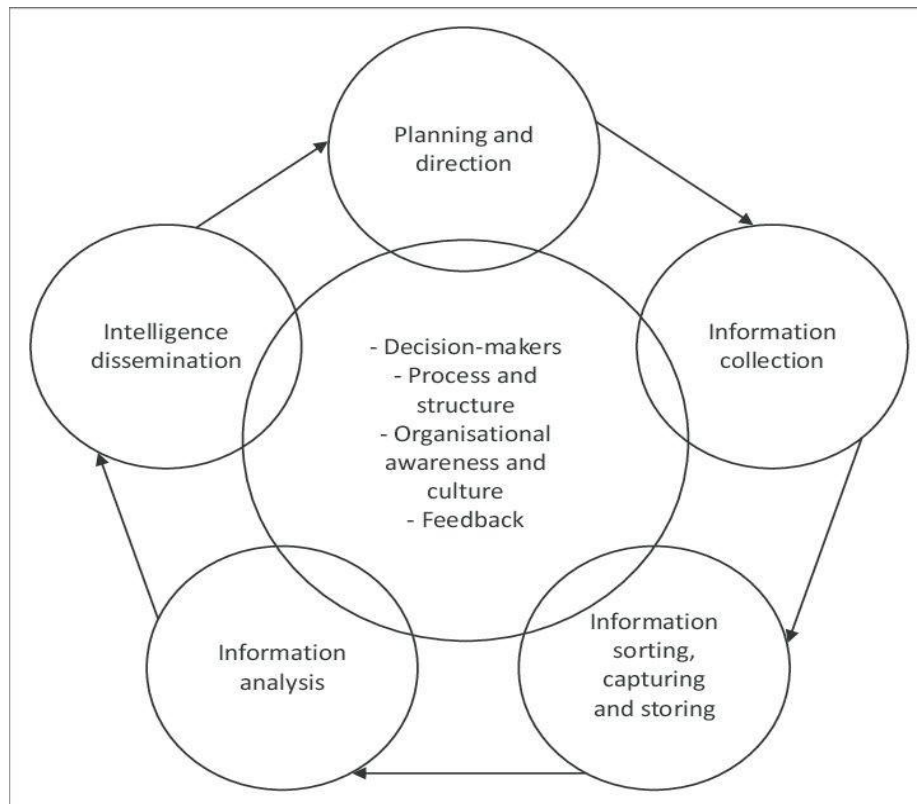 Planning and
direction
Information
collection
Information
sorting,
capturing
and storing
Information
analysis
Intelligence
dissemination
- Decision-makers
- Process and
structure
- Organisational
awareness and
culture
- Feedback